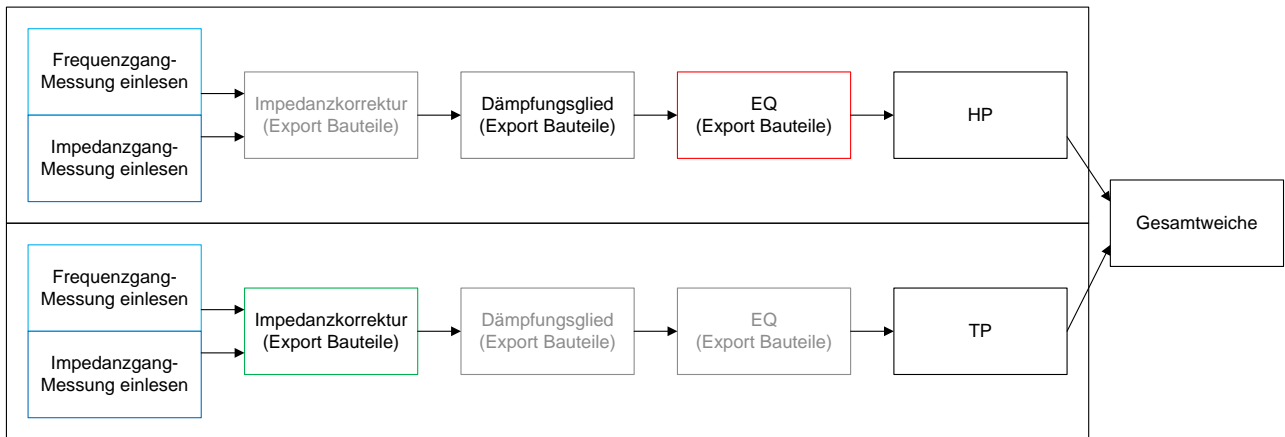 Frequenzgang-
Messung einlesen
Impedanzgang-
Messung einlesen
Impedanzkorrektur
(Export Bauteile)
Dämpfungsglied
(Export Bauteile)
EQ
(Export Bauteile)
HP
Gesamtweiche
Frequenzgang-
Messung einlesen
Impedanzgang-
Messung einlesen
Impedanzkorrektur
(Export Bauteile)
Dämpfungsglied
(Export Bauteile)
EQ
(Export Bauteile)
TP